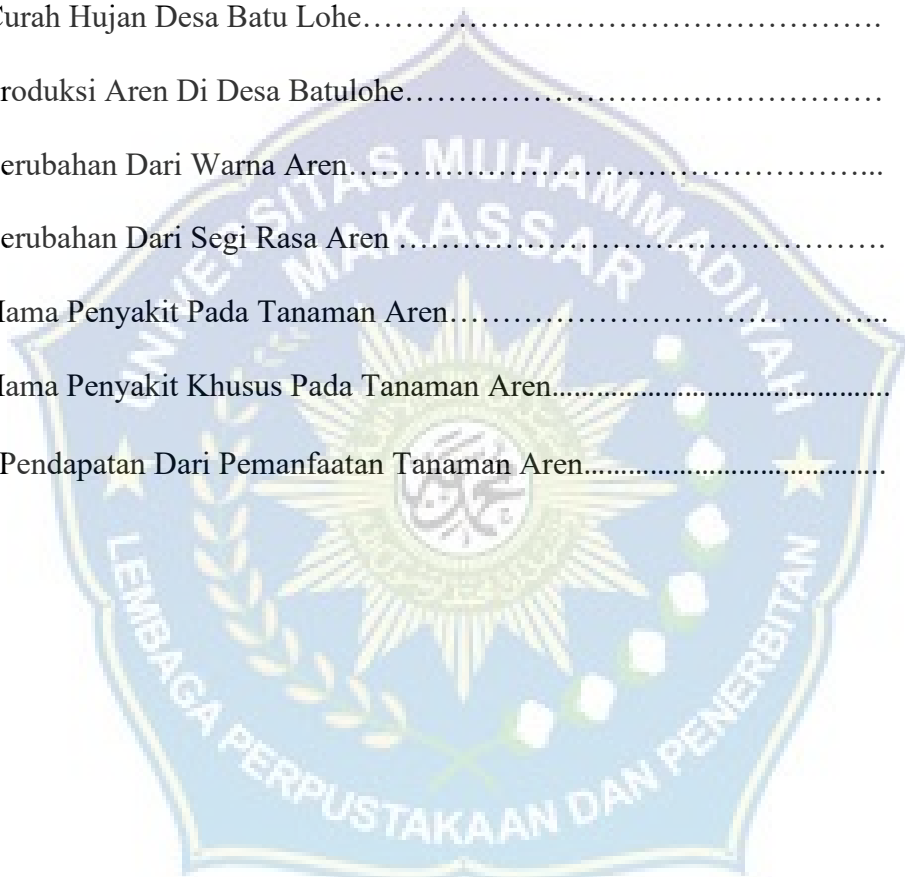 Curah Hujan Desa Batu Lohe……………………………………………….
roduksi Aren Di Desa Batulohe…………………………………………
erubahan Dari Warna Aren……………………………………………...
erubahan Dari Segi Rasa Aren ………………………………………….
Hama Penyakit Pada Tanaman Aren……………………………………....
Hama Penyakit Khusus Pada Tanaman Aren..............................................
Pendapatan Dari Pemanfaatan Tanaman Aren.........................................
UNIVERSITAS MUHAMMADIYAH
MAKASSAR
LEMBAGA PERPUSTAKAAN DAN PENERBITAN